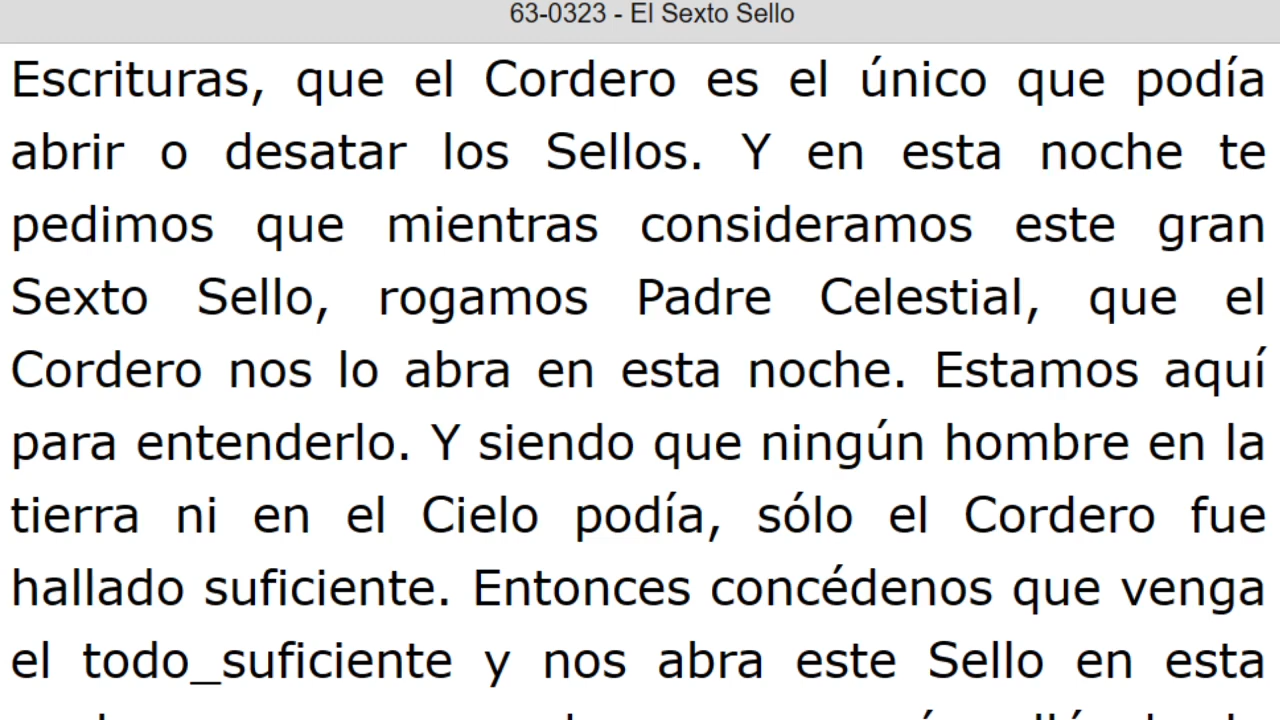 63-0323 - El Sexto Sello
Escrituras, que el Cordero es el único que podía
abrir o desatar los Sellos. Y en esta noche te
pedimos que mientras consideramos este gran
Sexto Sello, rogamos Padre Celestial, que el
Cordero nos lo abra en esta noche. Estamos aquí
para entenderlo. Y siendo que ningún hombre en la
tierra ni en el Cielo podía, sólo el Cordero fue
hallado suficiente. Entonces concédenos que venga
el todo_suficiente y nos abra este Sello en esta